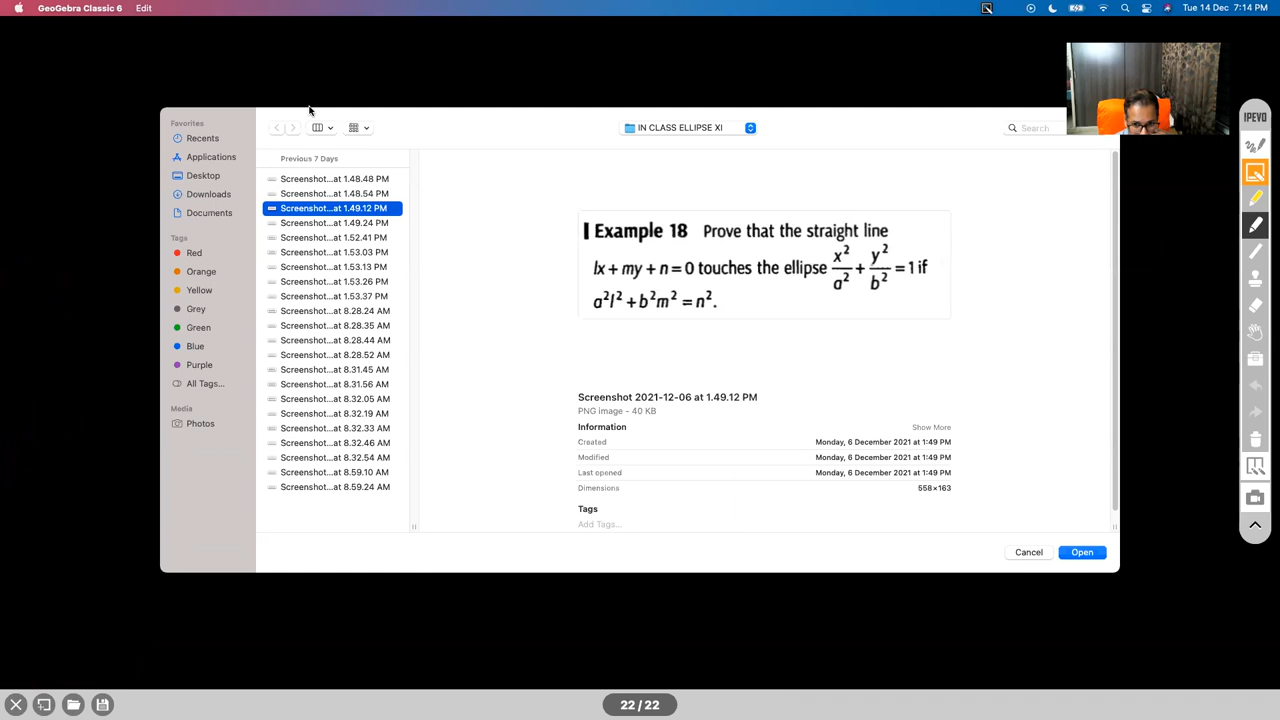 GeoGebra Classic 6 Edit Tue 14 Dec 7:14 PM
IPEVO
IN CLASS ELLIPSE XI
Search
Favorites
Recents
Applications
Desktop
Downloads
Documents
Tags
Red
Orange
Yellow
Grey
Green
Blue
Purple
All Tags...
Media
Photos
Previous 7 Days
Screenshot...at 1.48.48 PM
Screenshot...at 1.48.54 PM
Screenshot...at 1.49.12 PM
Screenshot...at 1.49.24 PM
Screenshot...at 1.52.41 PM
Screenshot...at 1.53.03 PM
Screenshot...at 1.53.13 PM
Screenshot...at 1.53.26 PM
Screenshot...at 1.53.37 PM
Screenshot...at 8.28.24 AM
Screenshot...at 8.28.35 AM
Screenshot...at 8.28.44 AM
Screenshot...at 8.28.52 AM
Screenshot...at 8.31.45 AM
Screenshot...at 8.31.56 AM
Screenshot...at 8.32.05 AM
Screenshot...at 8.32.19 AM
Screenshot...at 8.32.33 AM
Screenshot...at 8.32.46 AM
Screenshot...at 8.32.54 AM
Screenshot...at 8.59.10 AM
Screenshot...at 8.59.24 AM
Example 18 Prove that the straight line
lx + my + n = 0 touches the ellipse x²/a² + y²/b² = 1 if
a²l² + b²m² = n².
Screenshot 2021-12-06 at 1.49.12 PM
PNG image - 40 KB
Information Show More
Created Monday, 6 December 2021 at 1:49 PM
Modified Monday, 6 December 2021 at 1:49 PM
Last opened Monday, 6 December 2021 at 1:49 PM
Dimensions 558×163
Tags
Add Tags...
Cancel Open
22 / 22